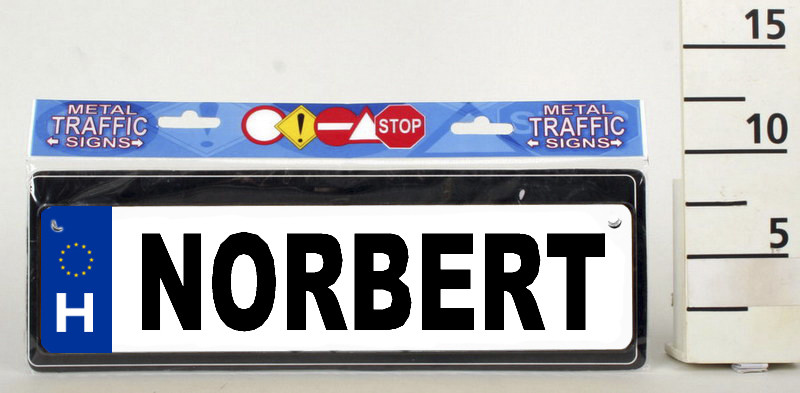 METAL
TRAFFIC
SIGNS
STOP
METAL
TRAFFIC
SIGNS
H
NORBERT
15
10
5